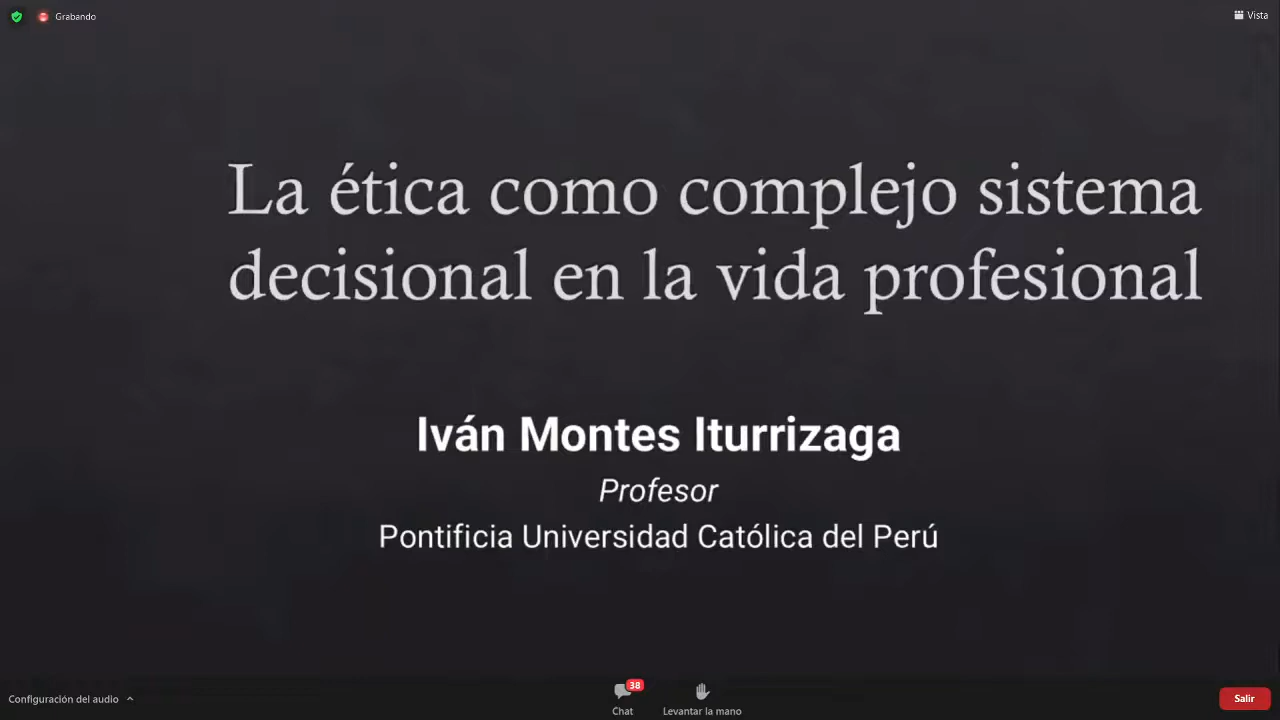 Grabando
Vista
La ética como complejo sistema
decisional en la vida profesional
Iván Montes Iturrizaga
Profesor
Pontificia Universidad Católica del Perú
Configuración del audio
38
Chat
Levantar la mano
Salir